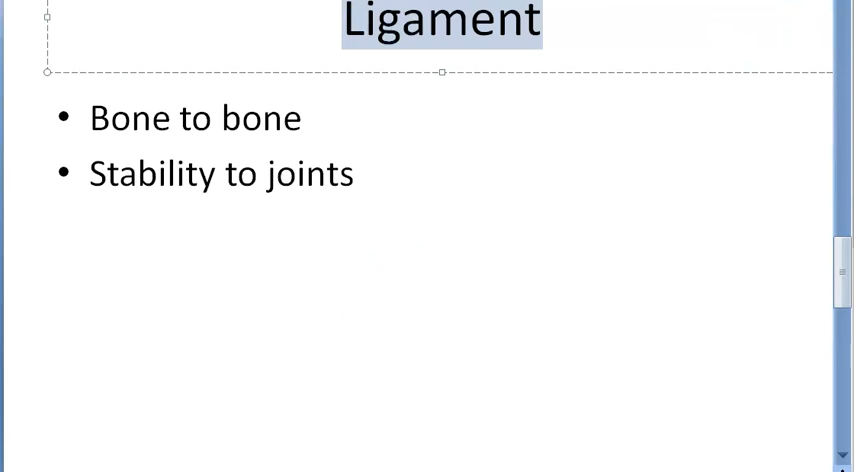 Ligament
• Bone to bone
• Stability to joints